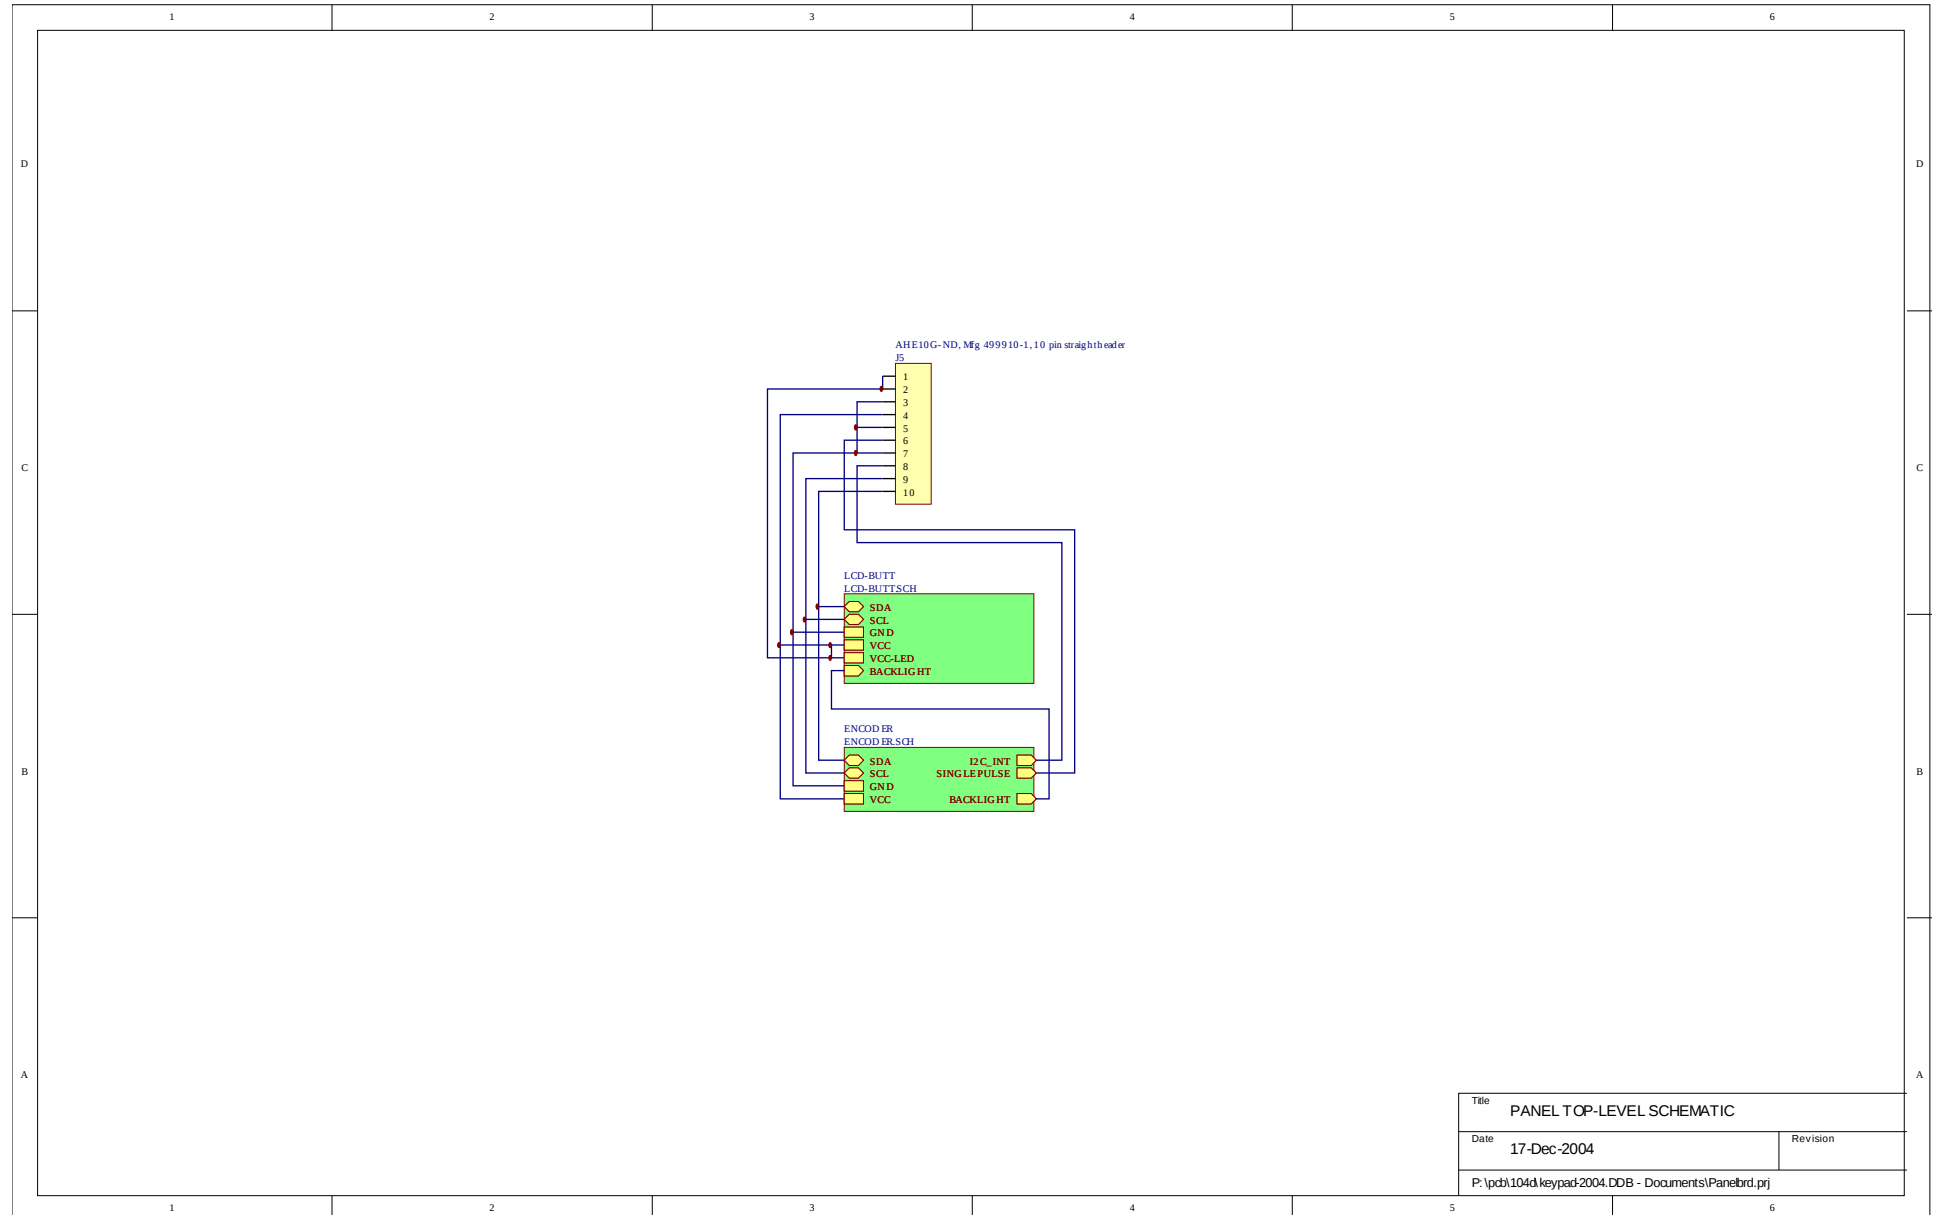 1 2 3 4 5 6
D D
AHE10G-ND, Mfg 499910-1, 10 pin straight header
J5
1
2
3
4
5
6
7
8
9
10
C C
LCD-BUTT
LCD-BUTT.SCH
SDA
SCL
GND
VCC
VCC-LED
BACKLIGHT
ENCODER
ENCODER.SCH
SDA I2C_INT
SCL SINGLEPULSE
GND
VCC BACKLIGHT
B B
A A
Title PANEL TOP-LEVEL SCHEMATIC
Date 17-Dec-2004 Revision
P:\pcb\104d\keypad-2004.DDB - Documents\Panelbrd.prj
1 2 3 4 5 6